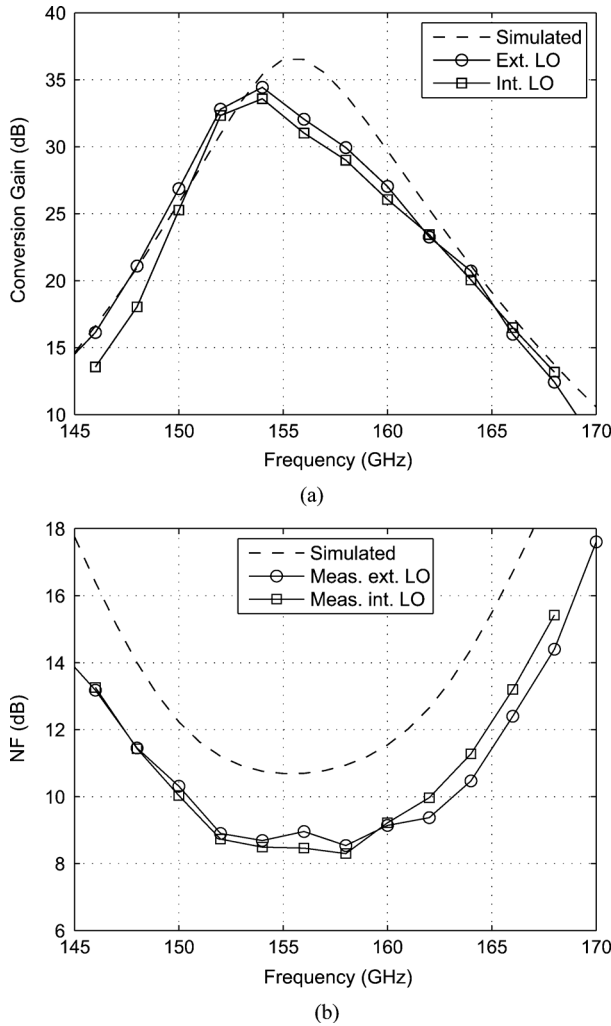 40
35
30
25
20
15
10
Conversion Gain (dB)
Simulated
Ext. LO
Int. LO
145 150 155 160 165 170
Frequency (GHz)
(a)
18
16
14
12
10
8
6
NF (dB)
Simulated
Meas. ext. LO
Meas. int. LO
145 150 155 160 165 170
Frequency (GHz)
(b)